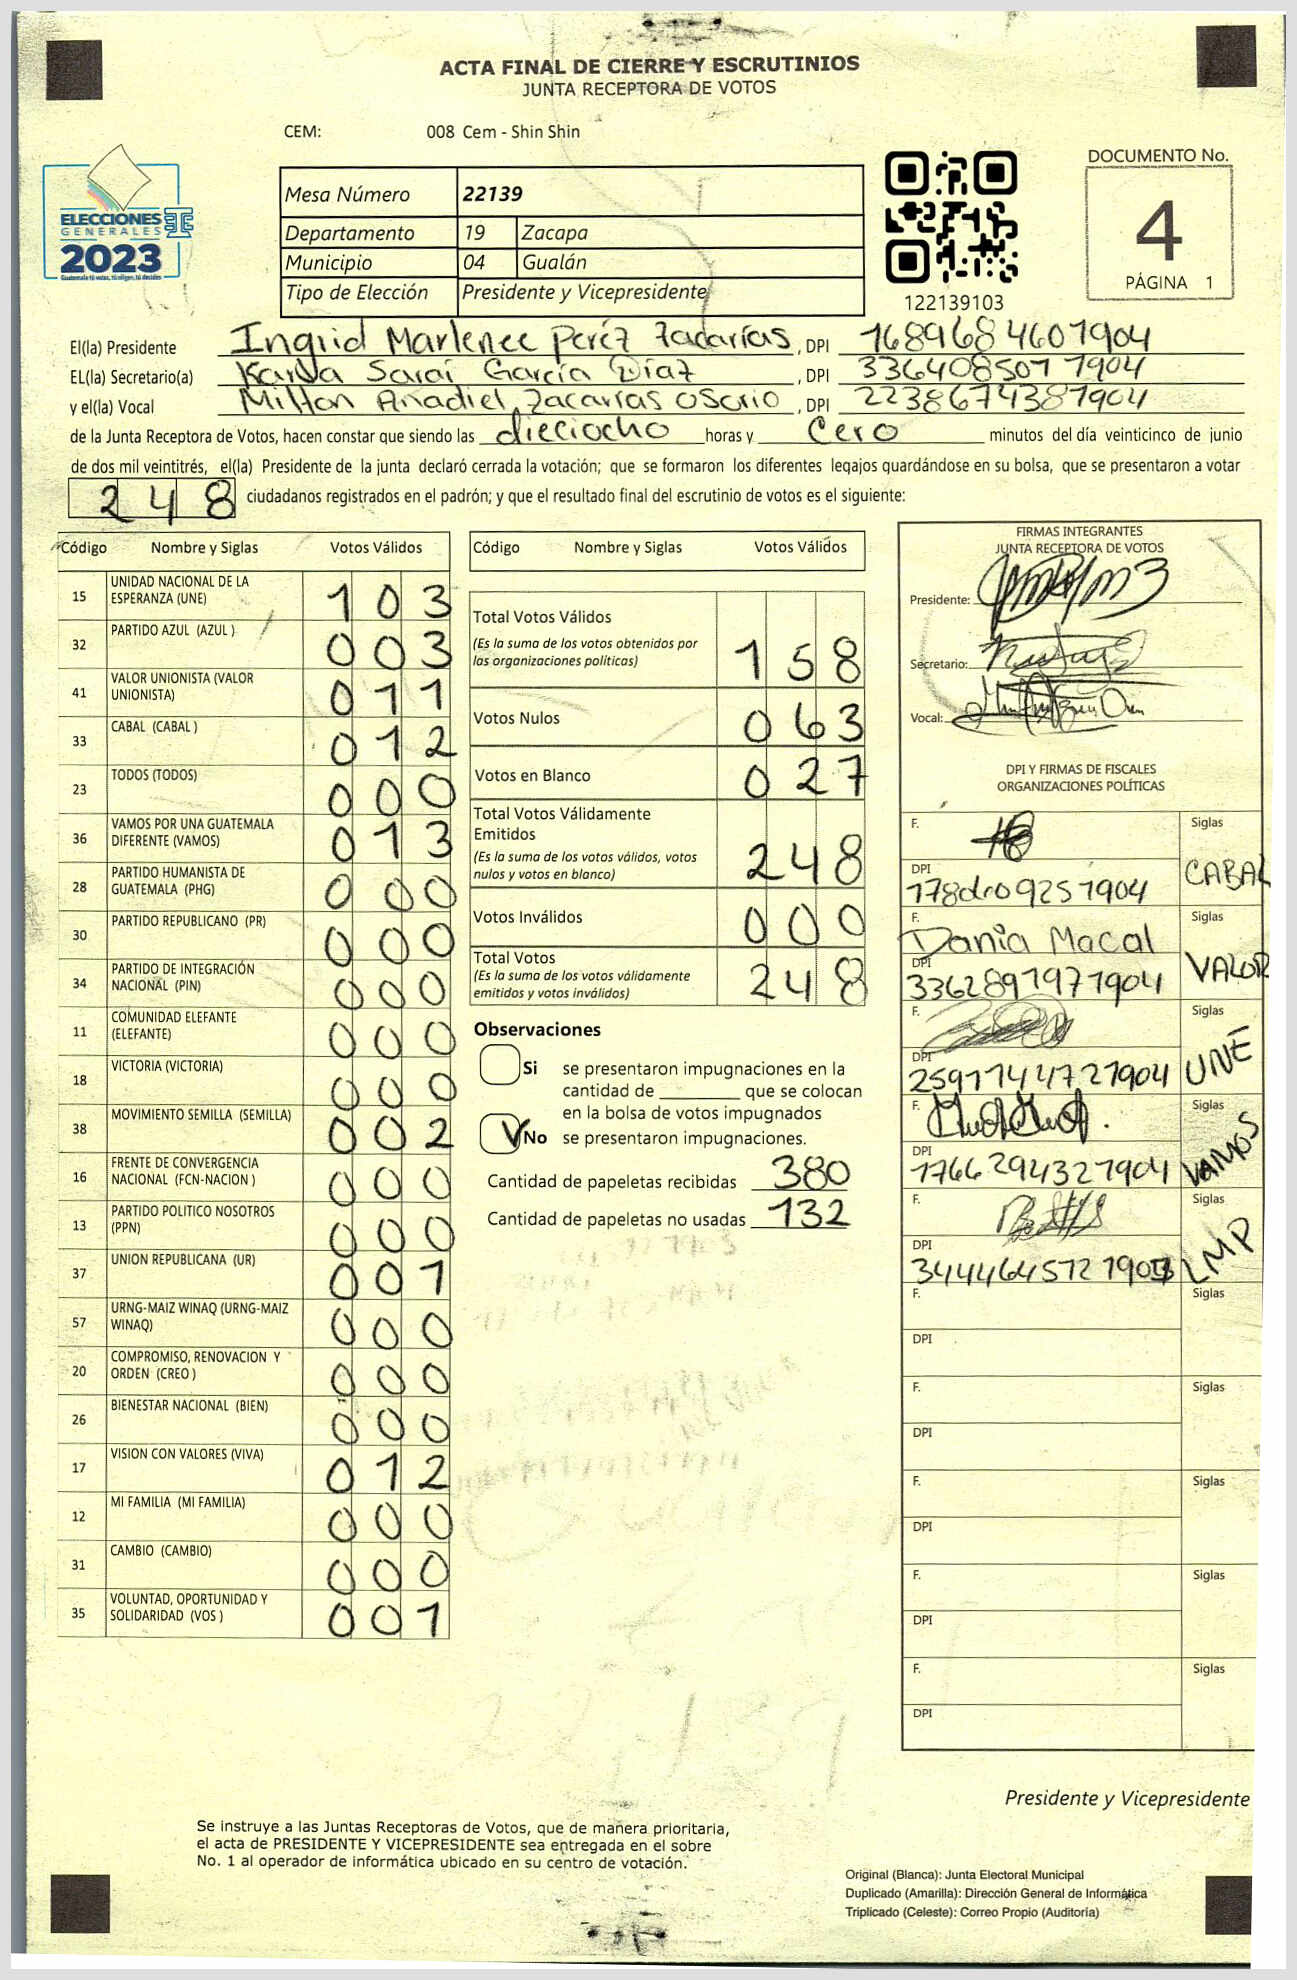 ACTA FINAL DE CIERRE Y ESCRUTINIOS
JUNTA RECEPTORA DE VOTOS
CEM: 008 Cem - Shin Shin
ELECCIONES
GENERALES
2023
Guatemala tú votas, tú eliges, tú decides
Mesa Número 22139
Departamento 19 Zacapa
Municipio 04 Gualán
Tipo de Elección Presidente y Vicepresidente
122139103
DOCUMENTO No.
4
PÁGINA 1
El(la) Presidente Ingrid Marlenee Peréz Zacarías, DPI 1689684601904
EL(la) Secretario(a) Karla Saraí García Díaz, DPI 3364085071904
y el(la) Vocal Milton Anadiel Zacarías Osorio, DPI 2238674381904
de la Junta Receptora de Votos, hacen constar que siendo las dieciocho horas y Cero minutos del día veinticinco de junio
de dos mil veintitrés, el(la) Presidente de la junta declaró cerrada la votación; que se formaron los diferentes legajos guardándose en su bolsa, que se presentaron a votar
248 ciudadanos registrados en el padrón; y que el resultado final del escrutinio de votos es el siguiente:
Código Nombre y Siglas Votos Válidos
15 UNIDAD NACIONAL DE LA ESPERANZA (UNE) 103
32 PARTIDO AZUL (AZUL ) 003
41 VALOR UNIONISTA (VALOR UNIONISTA) 011
33 CABAL (CABAL ) 012
23 TODOS (TODOS) 000
36 VAMOS POR UNA GUATEMALA DIFERENTE (VAMOS) 013
28 PARTIDO HUMANISTA DE GUATEMALA (PHG) 000
30 PARTIDO REPUBLICANO (PR) 000
34 PARTIDO DE INTEGRACIÓN NACIONAL (PIN) 000
11 COMUNIDAD ELEFANTE (ELEFANTE) 000
18 VICTORIA (VICTORIA) 000
38 MOVIMIENTO SEMILLA (SEMILLA) 002
16 FRENTE DE CONVERGENCIA NACIONAL (FCN-NACION ) 000
13 PARTIDO POLITICO NOSOTROS (PPN) 000
37 UNION REPUBLICANA (UR) 001
57 URNG-MAIZ WINAQ (URNG-MAIZ WINAQ) 000
20 COMPROMISO, RENOVACION Y ORDEN (CREO ) 000
26 BIENESTAR NACIONAL (BIEN) 000
17 VISION CON VALORES (VIVA) 012
12 MI FAMILIA (MI FAMILIA) 000
31 CAMBIO (CAMBIO) 000
35 VOLUNTAD, OPORTUNIDAD Y SOLIDARIDAD (VOS ) 001
Código Nombre y Siglas Votos Válidos
Total Votos Válidos
(Es la suma de los votos obtenidos por
las organizaciones políticas) 158
Votos Nulos 063
Votos en Blanco 027
Total Votos Válidamente
Emitidos
(Es la suma de los votos válidos, votos
nulos y votos en blanco) 248
Votos Inválidos 000
Total Votos
(Es la suma de los votos válidamente
emitidos y votos inválidos) 248
Observaciones
Si se presentaron impugnaciones en la
cantidad de ________ que se colocan
en la bolsa de votos impugnados
No se presentaron impugnaciones.
Cantidad de papeletas recibidas 380
Cantidad de papeletas no usadas 132
FIRMAS INTEGRANTES
JUNTA RECEPTORA DE VOTOS
Presidente:
Secretario:
Vocal:
DPI Y FIRMAS DE FISCALES
ORGANIZACIONES POLÍTICAS
F. Siglas
DPI CABAL
F. Dania Macal Siglas
DPI 3362897971904 VALOR
F. Siglas
DPI 2597744721904 UNE
F. Siglas
DPI 1766294321904 VAMOS
F. Siglas
DPI LMP
F. Siglas
DPI
F. Siglas
DPI
F. Siglas
DPI
F. Siglas
DPI
F. Siglas
DPI
Presidente y Vicepresidente
Se instruye a las Juntas Receptoras de Votos, que de manera prioritaria,
el acta de PRESIDENTE Y VICEPRESIDENTE sea entregada en el sobre
No. 1 al operador de informática ubicado en su centro de votación.
Original (Blanca): Junta Electoral Municipal
Duplicado (Amarilla): Dirección General de Informática
Triplicado (Celeste): Correo Propio (Auditoría)